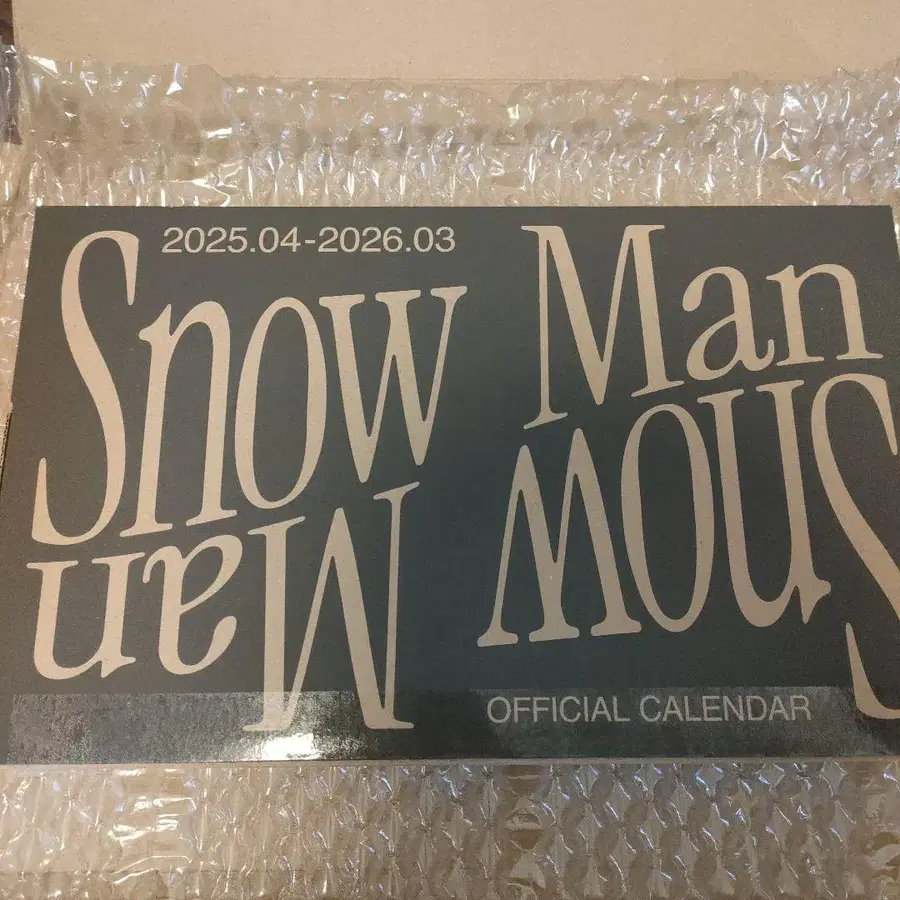 2025.04-2026.03
Snow Man
Snow Man
OFFICIAL CALENDAR